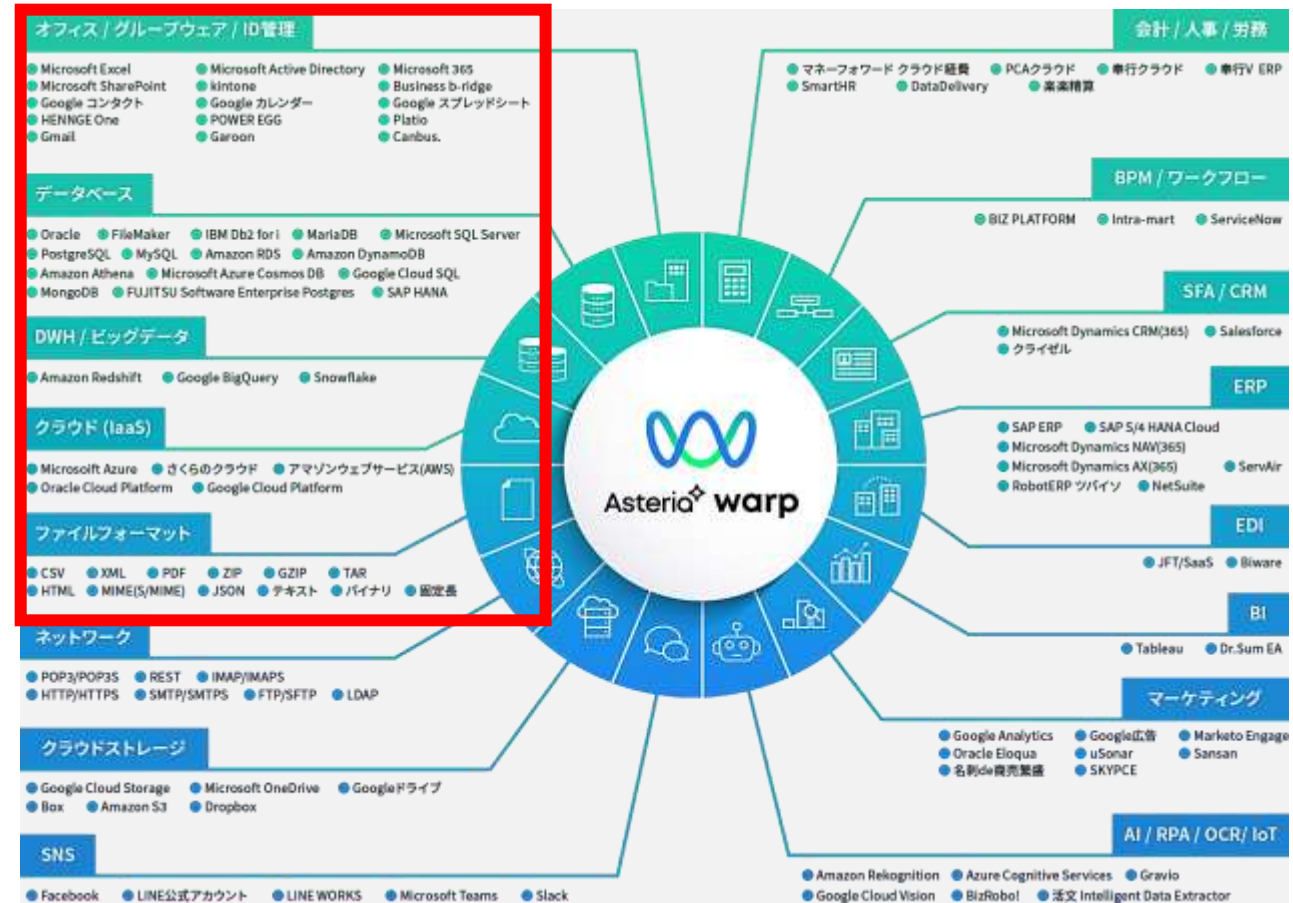 オフィス / グループウェア / ID管理
Microsoft Excel Microsoft Active Directory Microsoft 365
Microsoft SharePoint kintone Business b-ridge
Google コンタクト Google カレンダー Google スプレッドシート
HENNGE One POWER EGG Platio
Gmail Garoon Canbus.
データベース
Oracle FileMaker IBM Db2 for i MariaDB Microsoft SQL Server
PostgreSQL MySQL Amazon RDS Amazon DynamoDB
Amazon Athena Microsoft Azure Cosmos DB Google Cloud SQL
MongoDB FUJITSU Software Enterprise Postgres SAP HANA
DWH / ビッグデータ
Amazon Redshift Google BigQuery Snowflake
クラウド (IaaS)
Microsoift Azure さくらのクラウド アマゾンウェブサービス(AWS)
Oracle Cloud Platform Google Cloud Platform
ファイルフォーマット
CSV XML PDF ZIP GZIP TAR
HTML MIME(S/MIME) JSON テキスト バイナリ 固定長
ネットワーク
POP3/POP3S REST IMAP/IMAPS
HTTP/HTTPS SMTP/SMTPS FTP/SFTP LDAP
クラウドストレージ
Google Cloud Storage Microsoft OneDrive Googleドライブ
Box Amazon S3 Dropbox
SNS
Facebook LINE公式アカウント LINE WORKS Microsoft Teams Slack
Asteria warp
会計 / 人事 / 労務
マネーフォワード クラウド経費 PCAクラウド 奉行クラウド 奉行V ERP
SmartHR DataDelivery 楽楽精算
BPM / ワークフロー
BIZ PLATFORM Intra-mart ServiceNow
SFA / CRM
Microsoft Dynamics CRM(365) Salesforce
クライゼル
ERP
SAP ERP SAP S/4 HANA Cloud
Microsoft Dynamics NAV(365)
Microsoft Dynamics AX(365) ServAir
RobotERP ツバイソ NetSuite
EDI
JFT/SaaS Biware
BI
Tableau Dr.Sum EA
マーケティング
Google Analytics Google広告 Marketo Engage
Oracle Eloqua uSonar Sansan
名刺de商売繁盛 SKYPCE
AI / RPA / OCR/ IoT
Amazon Rekognition Azure Cognitive Services Gravio
Google Cloud Vision BizRobo! 活文 Intelligent Data Extractor